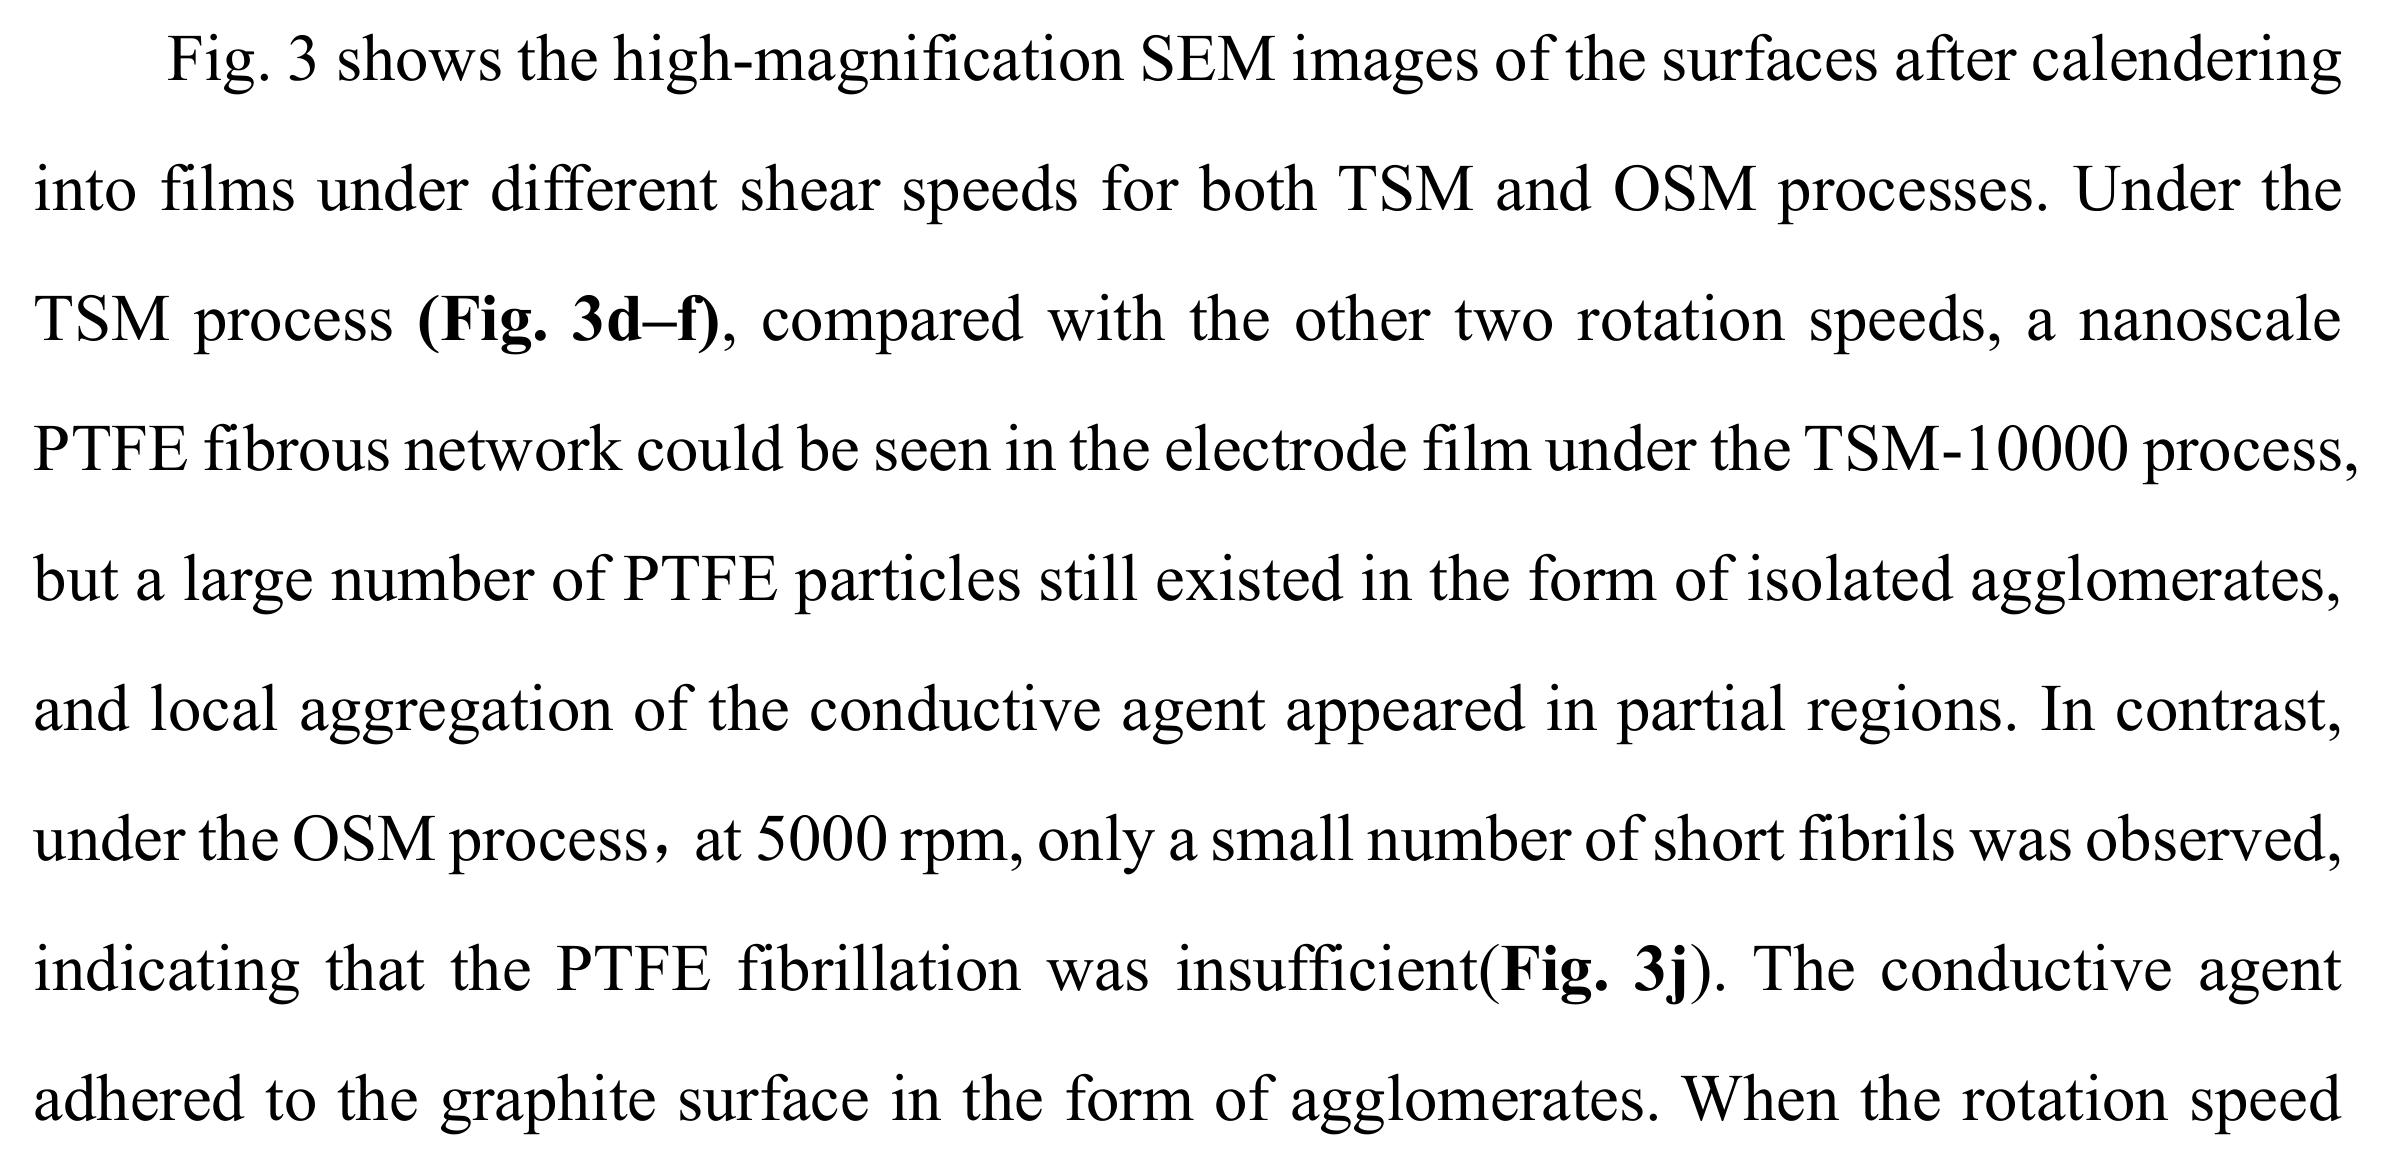 Fig. 3 shows the high-magnification SEM images of the surfaces after calendering
into films under different shear speeds for both TSM and OSM processes. Under the
TSM process (Fig. 3d–f), compared with the other two rotation speeds, a nanoscale
PTFE fibrous network could be seen in the electrode film under the TSM-10000 process,
but a large number of PTFE particles still existed in the form of isolated agglomerates,
and local aggregation of the conductive agent appeared in partial regions. In contrast,
under the OSM process，at 5000 rpm, only a small number of short fibrils was observed,
indicating that the PTFE fibrillation was insufficient(Fig. 3j). The conductive agent
adhered to the graphite surface in the form of agglomerates. When the rotation speed